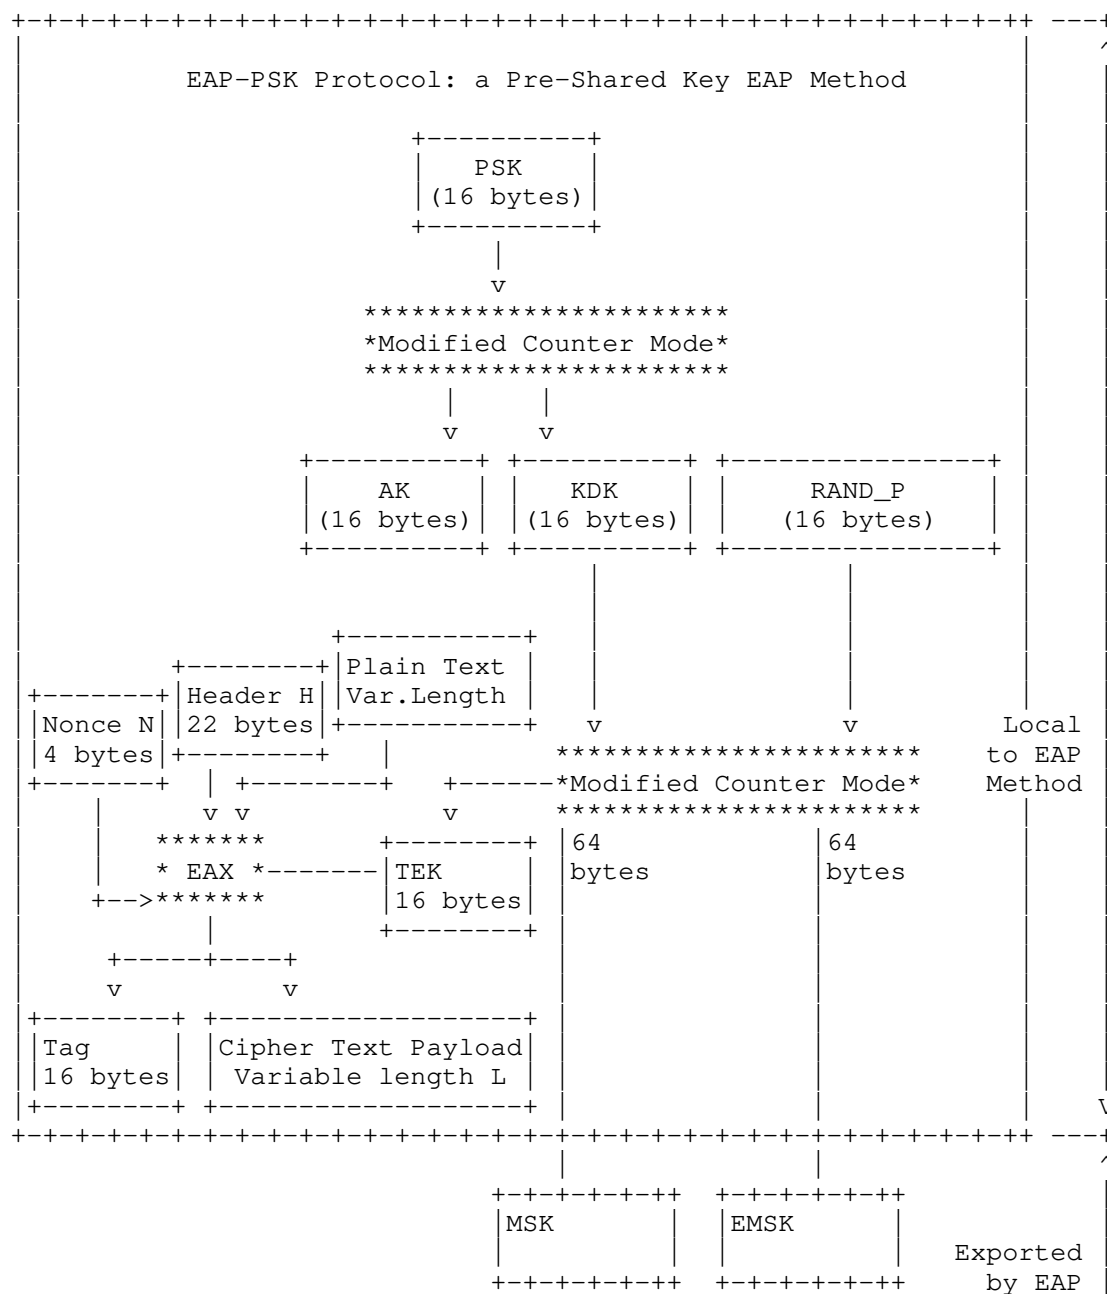 EAP-PSK Protocol: a Pre-Shared Key EAP Method
PSK
(16 bytes)
v
***********************
*Modified Counter Mode*
***********************
v v
AK KDK RAND_P
(16 bytes) (16 bytes) (16 bytes)
Plain Text
Header H Var.Length
Nonce N 22 bytes v v Local
4 bytes *********************** to EAP
*Modified Counter Mode* Method
v v v ***********************
******* 64 64
* EAX * TEK bytes bytes
******* 16 bytes
v v
Tag Cipher Text Payload
16 bytes Variable length L
v
MSK EMSK
Exported
by EAP